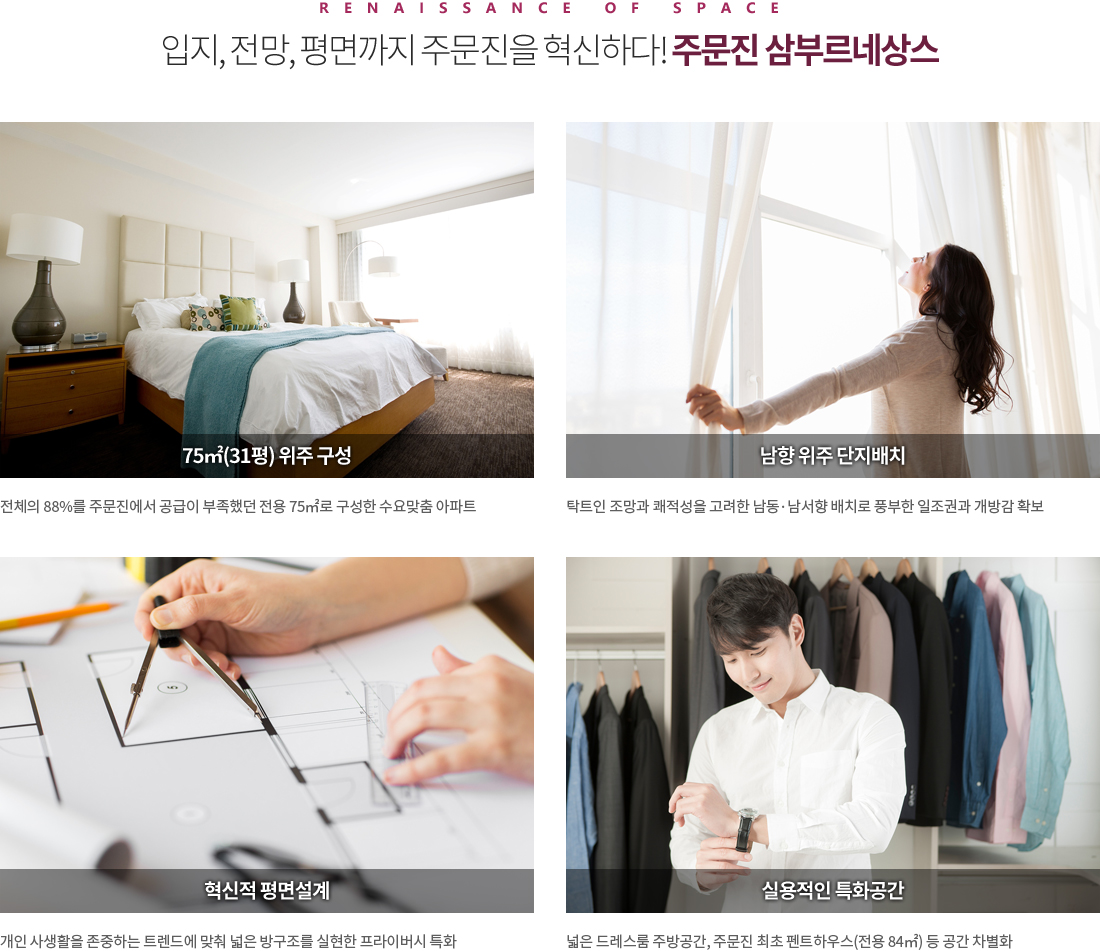 RENAISSANCE OF SPACE
입지, 전망, 평면까지 주문진을 혁신하다! 주문진 삼부르네상스
75㎡(31평) 위주 구성
남향 위주 단지배치
전체의 88%를 주문진에서 공급이 부족했던 전용 75㎡로 구성한 수요맞춤 아파트
탁트인 조망과 쾌적성을 고려한 남동·남서향 배치로 풍부한 일조권과 개방감 확보
혁신적 평면설계
실용적인 특화공간
개인 사생활을 존중하는 트렌드에 맞춰 넓은 방구조를 실현한 프라이버시 특화
넓은 드레스룸 주방공간, 주문진 최초 펜트하우스(전용 84㎡) 등 공간 차별화